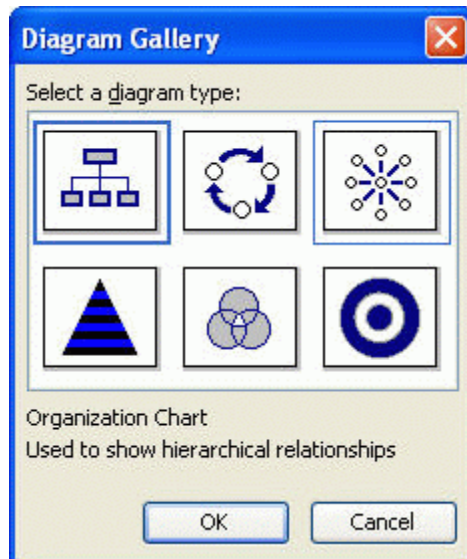 Diagram Gallery
Select a diagram type:
Organization Chart
Used to show hierarchical relationships
OK
Cancel